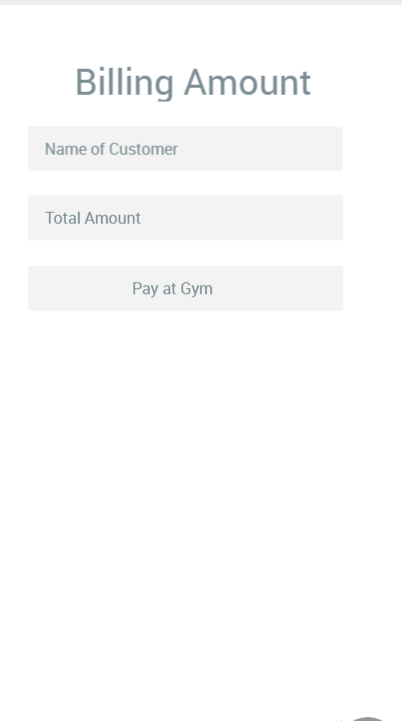 Billing Amount
Name of Customer
Total Amount
Pay at Gym